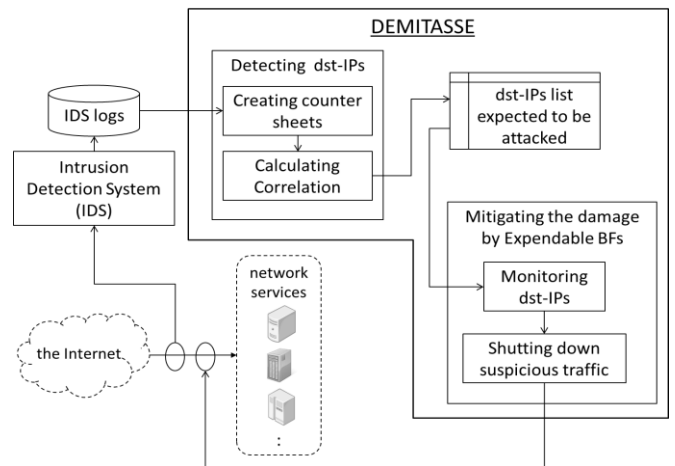 DEMITASSE
Detecting dst-IPs
Creating counter
sheets
Calculating
Correlation
IDS logs
Intrusion
Detection System
(IDS)
dst-IPs list
expected to be
attacked
Mitigating the damage
by Expendable BFs
Monitoring
dst-IPs
Shutting down
suspicious traffic
network
services
:
the Internet